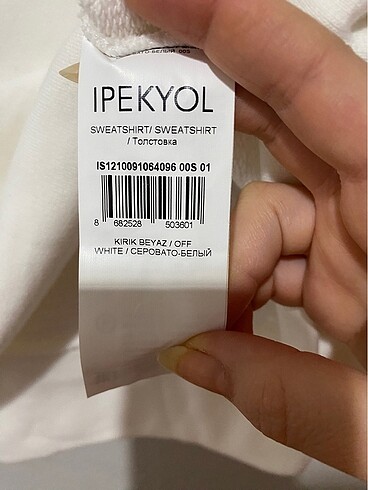 IPEKYOL
SWEATSHIRT/ SWEATSHIRT
/ Толстовка
IS1210091064096 00S 01
8 682528 503601
KIRIK BEYAZ / OFF
WHITE / СЕРОВАТО-БЕЛЫЙ